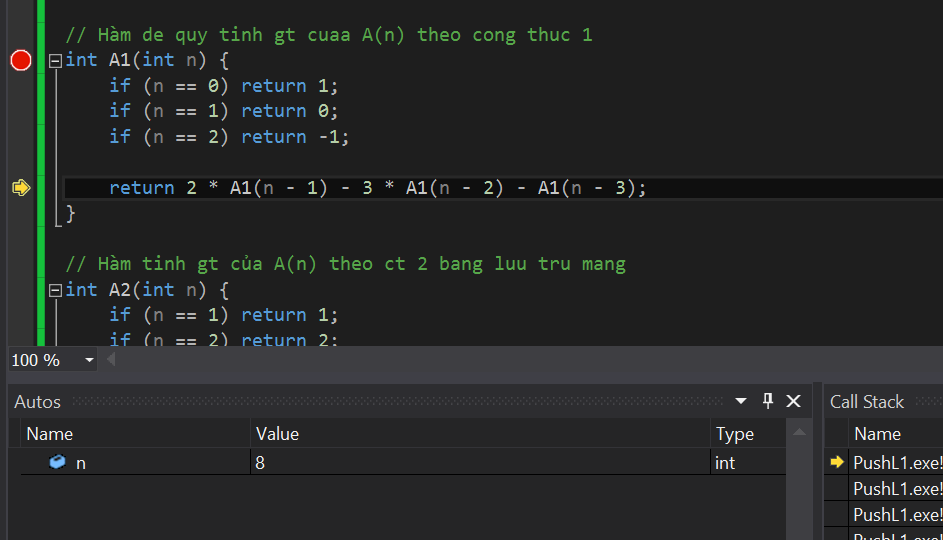 // Hàm de quy tinh gt cuaa A(n) theo cong thuc 1
int A1(int n) {
if (n == 0) return 1;
if (n == 1) return 0;
if (n == 2) return -1;
return 2 * A1(n - 1) - 3 * A1(n - 2) - A1(n - 3);
}
// Hàm tinh gt của A(n) theo ct 2 bang luu tru mang
int A2(int n) {
if (n == 1) return 1;
if (n == 2) return 2;
100 %
Autos
Name Value Type
n 8 int
Call Stack
Name
PushL1.exe!
PushL1.exe!
PushL1.exe!
PushL1.exe!